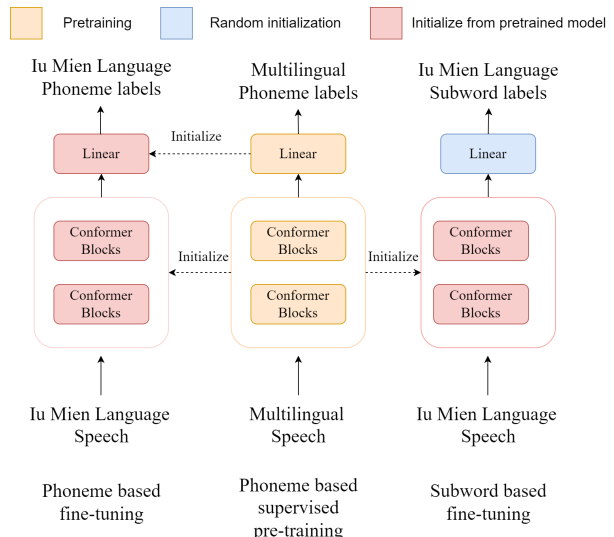 Pretraining
Random initialization
Initialize from pretrained model
Iu Mien Language
Phoneme labels
Multilingual
Phoneme labels
Iu Mien Language
Subword labels
Linear
Initialize
Linear
Linear
Conformer
Blocks
Conformer
Blocks
Conformer
Blocks
Initialize
Initialize
Conformer
Blocks
Conformer
Blocks
Conformer
Blocks
Iu Mien Language
Speech
Multilingual
Speech
Iu Mien Language
Speech
Phoneme based
fine-tuning
Phoneme based
supervised
pre-training
Subword based
fine-tuning